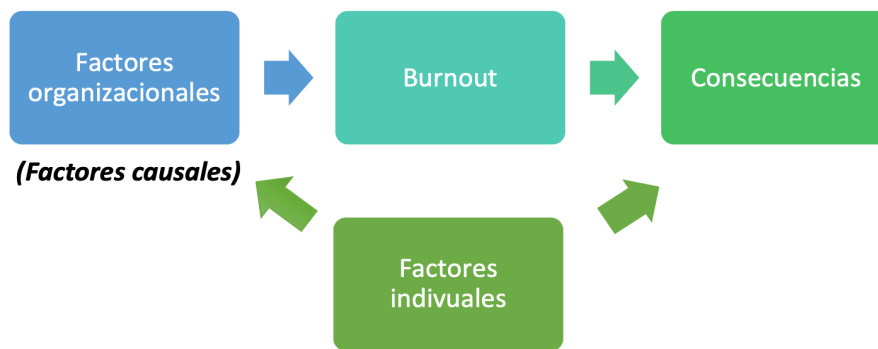 Factores
organizacionales
Burnout
Consecuencias
(Factores causales)
Factores
indivuales